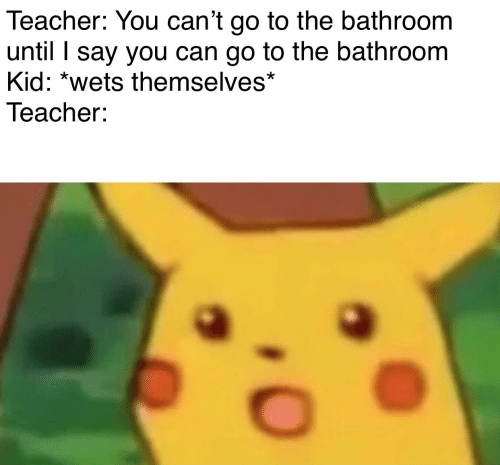 Teacher: You can’t go to the bathroom
until I say you can go to the bathroom
Kid: *wets themselves*
Teacher: